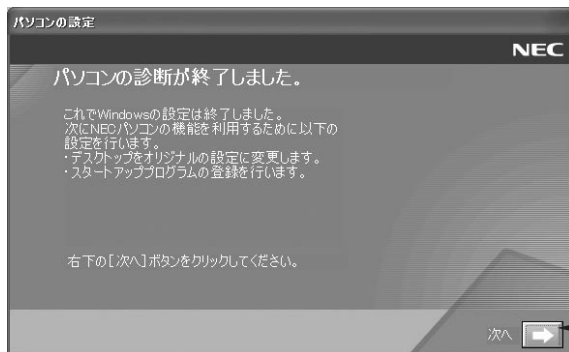 パソコンの設定
NEC
パソコンの診断が終了しました。
これでWindowsの設定は終了しました。
次にNECパソコンの機能を利用するために以下の
設定を行います。
・デスクトップをオリジナルの設定に変更します。
・スタートアッププログラムの登録を行います。
右下の[次へ]ボタンをクリックしてください。
次へ